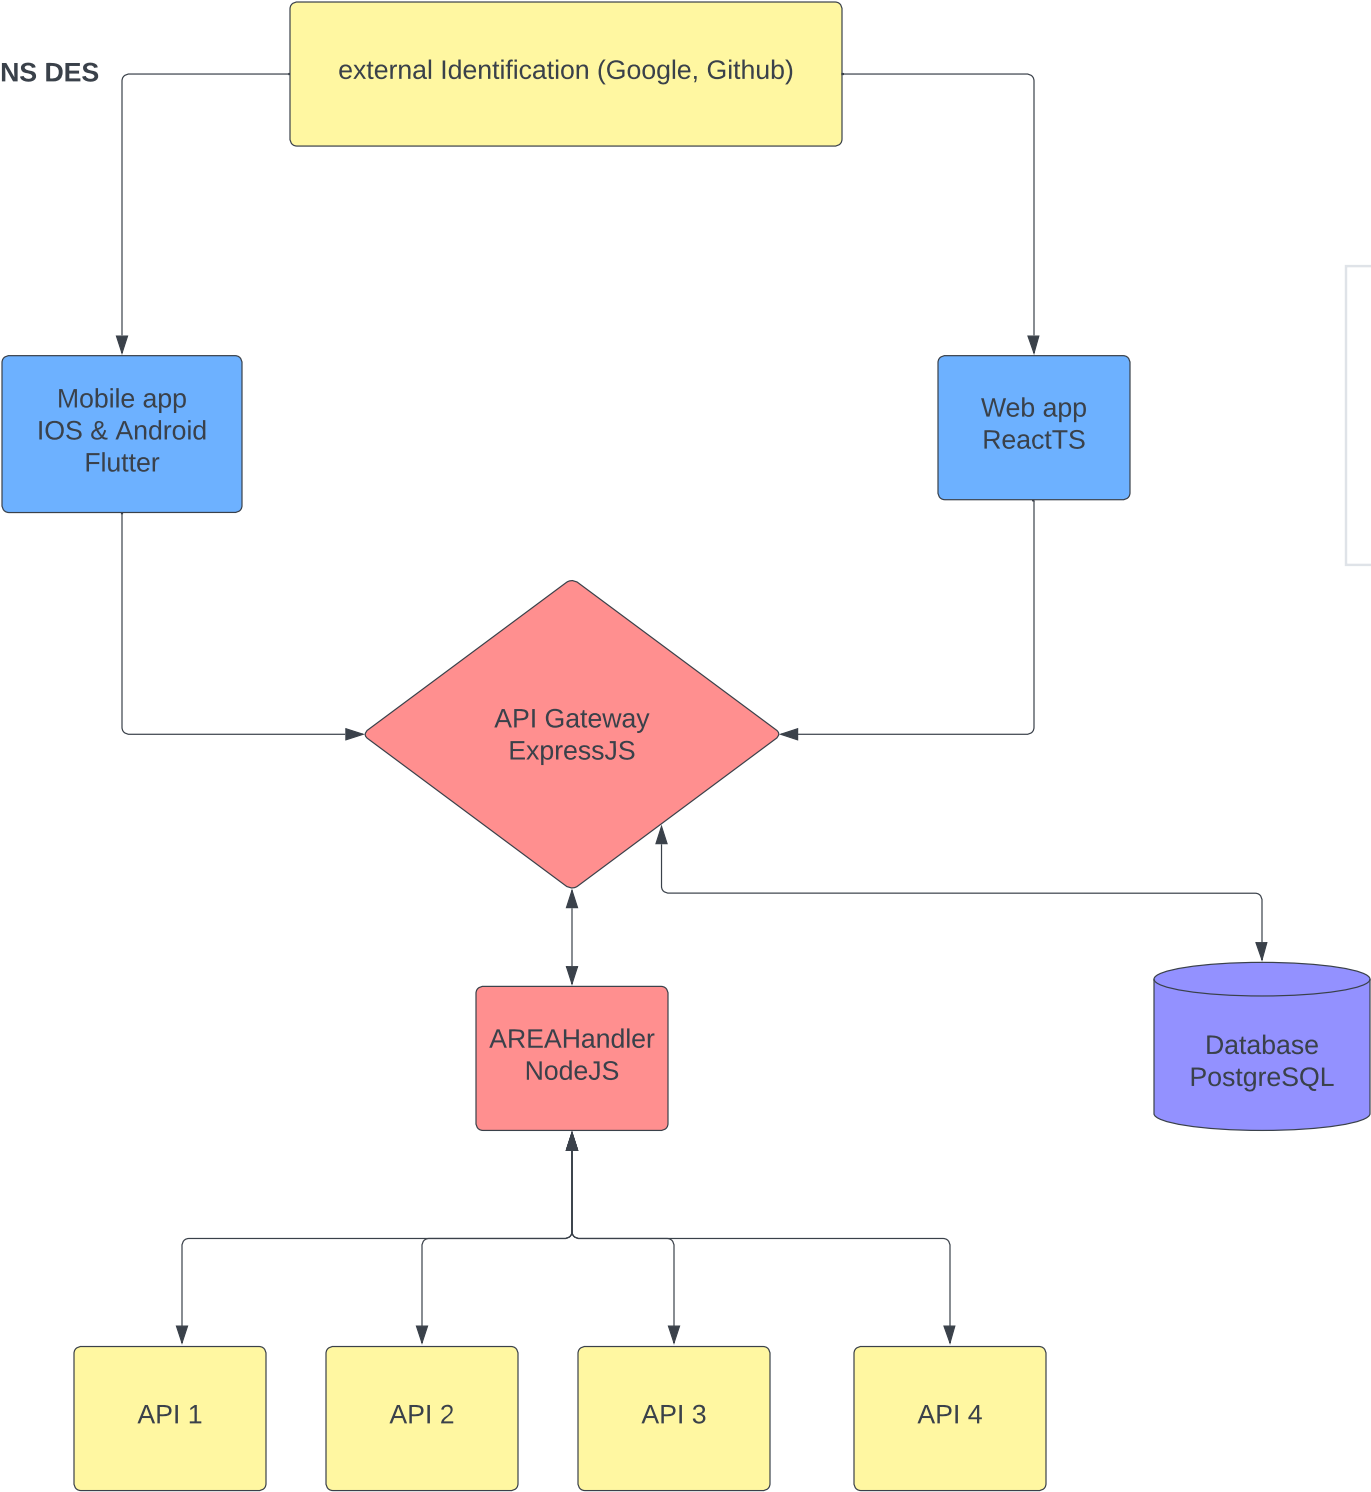 NS DES
external Identification (Google, Github)
Mobile app
IOS & Android
Flutter
Web app
ReactTS
API Gateway
ExpressJS
AREAHandler
NodeJS
Database
PostgreSQL
API 1
API 2
API 3
API 4